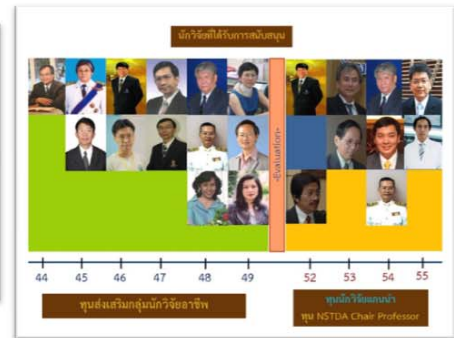 นักวิจัยที่ได้รับการสนับสนุน
-Evaluation-
44 45 46 47 48 49 52 53 54 55
ทุนส่งเสริมกลุ่มนักวิจัยอาชีพ
ทุนนักวิจัยแกนนำ
ทุน NSTDA Chair Professor